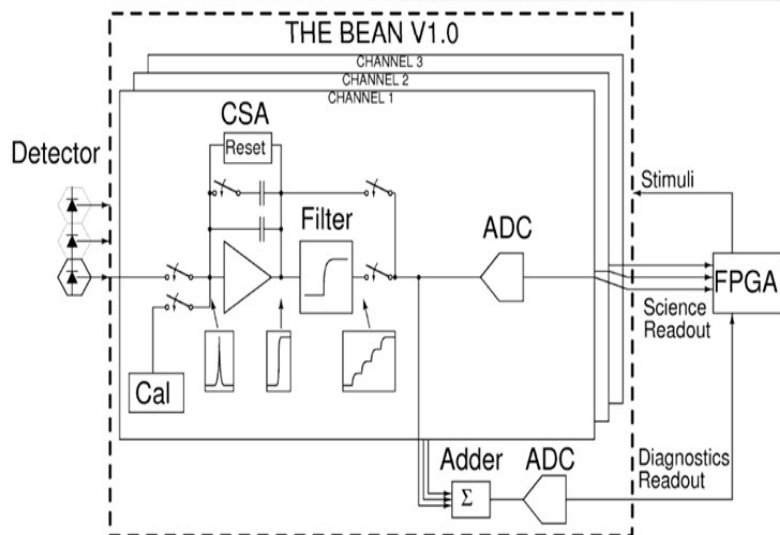 THE BEAN V1.0
CHANNEL 3
CHANNEL 2
CHANNEL 1
CSA
Reset
Detector
Filter
ADC
Stimuli
FPGA
Science
Readout
Cal
Adder
ADC
Diagnostics
Readout
Σ